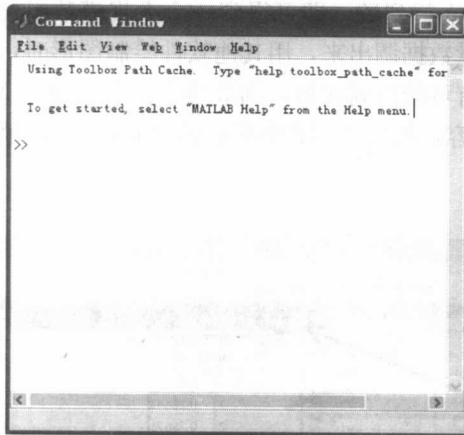 Command Window
File Edit View Web Window Help
Using Toolbox Path Cache. Type "help toolbox_path_cache" for
To get started, select "MATLAB Help" from the Help menu.
>>